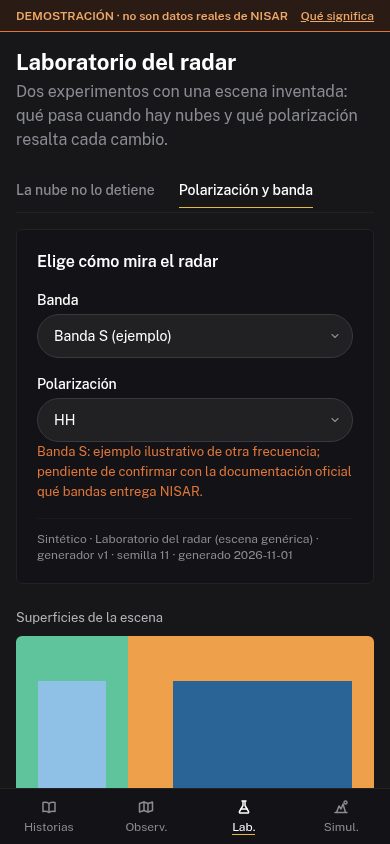 DEMOSTRACIÓN · no son datos reales de NISAR Qué significa
Laboratorio del radar
Dos experimentos con una escena inventada:
qué pasa cuando hay nubes y qué polarización
resalta cada cambio.
La nube no lo detiene Polarización y banda
Elige cómo mira el radar
Banda
Banda S (ejemplo)
Polarización
HH
Banda S: ejemplo ilustrativo de otra frecuencia;
pendiente de confirmar con la documentación oficial
qué bandas entrega NISAR.
Sintético · Laboratorio del radar (escena genérica) ·
generador v1 · semilla 11 · generado 2026-11-01
Superficies de la escena
Historias Observ. Lab. Simul.